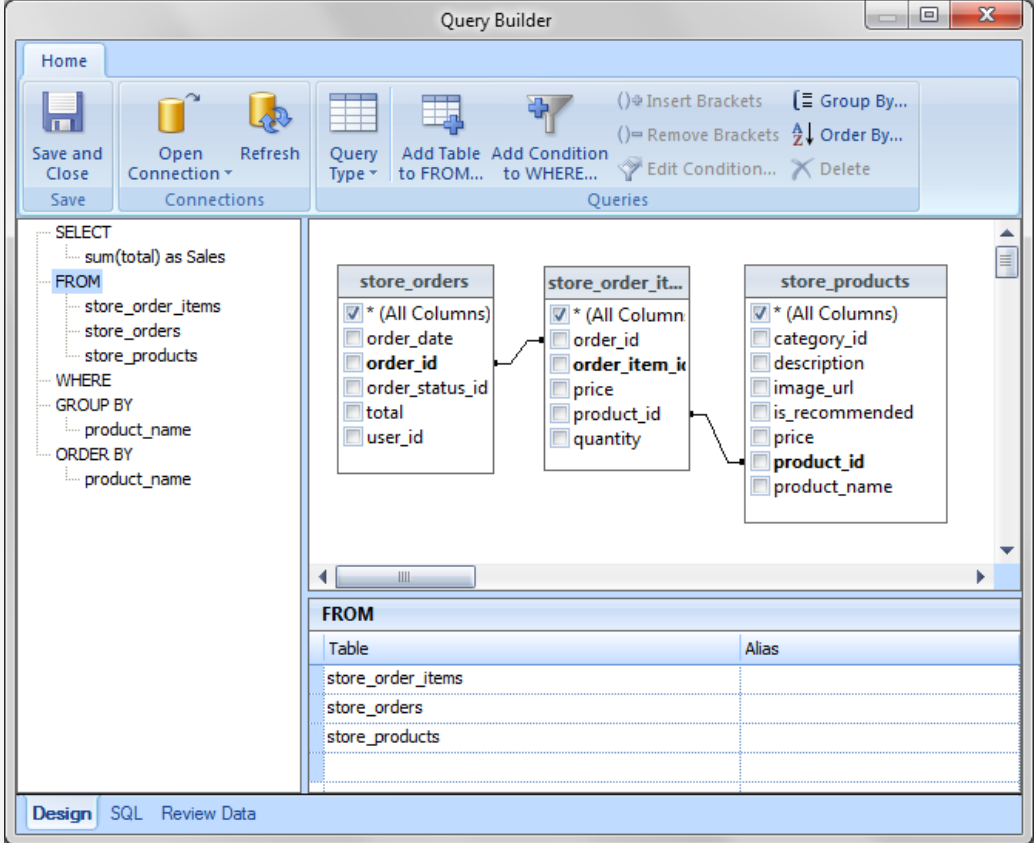 Query Builder
Home
Save and Close
Open Connection
Refresh
Query Type
Add Table to FROM...
Add Condition to WHERE...
()Insert Brackets
()Remove Brackets
Edit Condition...
Group By...
Order By...
Delete
Save
Connections
Queries
SELECT
sum(total) as Sales
FROM
store_order_items
store_orders
store_products
WHERE
GROUP BY
product_name
ORDER BY
product_name
store_orders
* (All Columns)
order_date
order_id
order_status_id
total
user_id
store_order_it...
* (All Column
order_id
order_item_id
price
product_id
quantity
store_products
* (All Columns)
category_id
description
image_url
is_recommended
price
product_id
product_name
FROM
Table Alias
store_order_items
store_orders
store_products
Design SQL Review Data